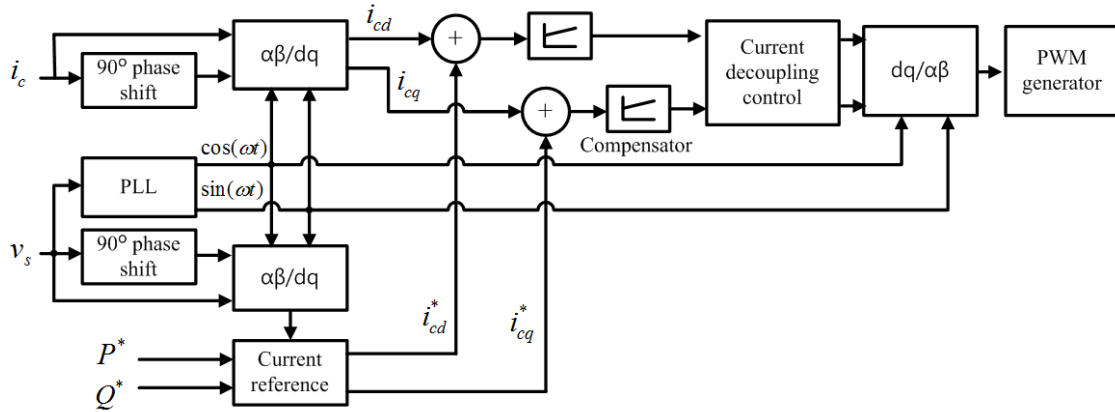 i_c
90° phase
shift
αβ/dq
i_cd
i_cq
+
+
Compensator
Current
decoupling
control
dq/αβ
PWM
generator
cos(ωt)
sin(ωt)
PLL
v_s
90° phase
shift
αβ/dq
i*_cd
i*_cq
P*
Q*
Current
reference